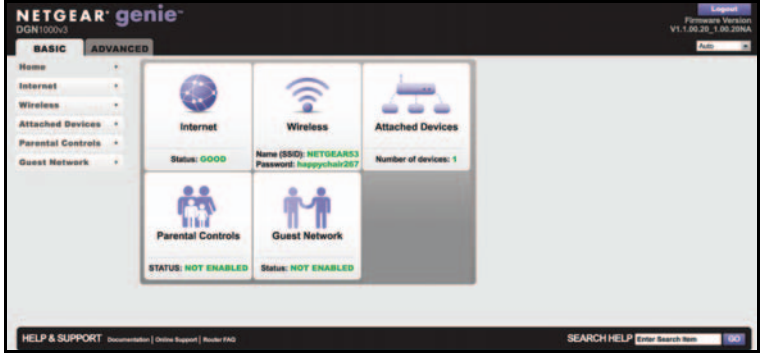 NETGEAR® genie™
Logout
DGN1000v3
Firmware Version
V1.1.00.20_1.00.20NA
BASIC ADVANCED
Auto
Home
Internet
Wireless
Attached Devices
Parental Controls
Guest Network
Internet
Status: GOOD
Wireless
Name (SSID): NETGEAR53
Password: happychair267
Attached Devices
Number of devices: 1
Parental Controls
STATUS: NOT ENABLED
Guest Network
Status: NOT ENABLED
HELP & SUPPORT Documentation | Online Support | Router FAQ
SEARCH HELP Enter Search Item GO